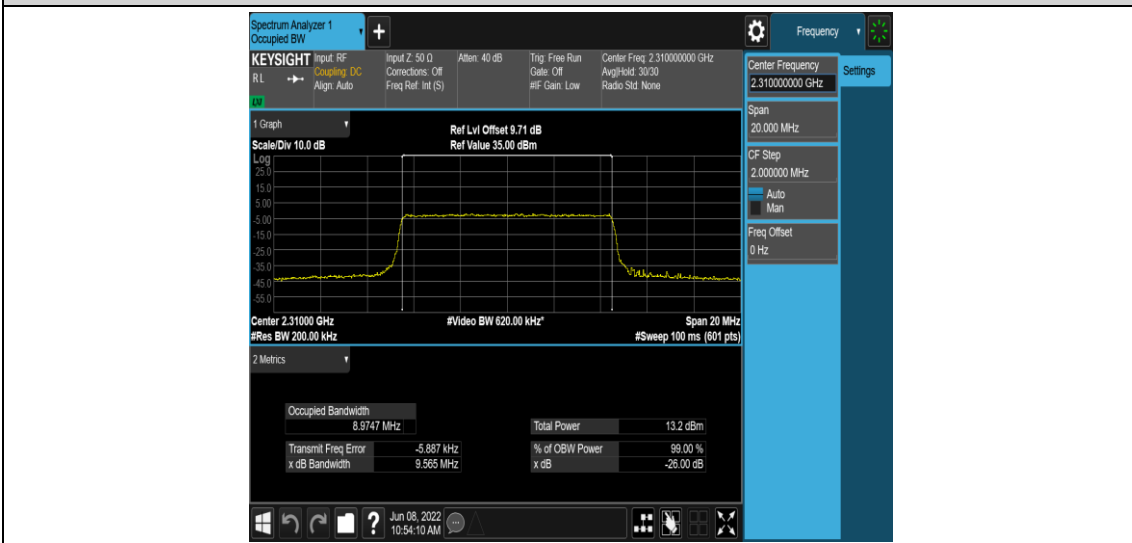 Spectrum Analyzer 1
Occupied BW
+
Frequency
KEYSIGHT
RL
LXI
Input: RF
Coupling: DC
Align: Auto
Input Z: 50 Ω
Corrections: Off
Freq Ref: Int (S)
Atten: 40 dB
Trig: Free Run
Gate: Off
#IF Gain: Low
Center Freq: 2.310000000 GHz
Avg|Hold: 30/30
Radio Std: None
Center Frequency
2.310000000 GHz
Settings
Span
20.000 MHz
CF Step
2.000000 MHz
Auto
Man
Freq Offset
0 Hz
1 Graph
Scale/Div 10.0 dB
Ref Lvl Offset 9.71 dB
Ref Value 35.00 dBm
Log
25.0
15.0
5.00
-5.00
-15.0
-25.0
-35.0
-45.0
-55.0
Center 2.31000 GHz
#Video BW 620.00 kHz*
Span 20 MHz
#Res BW 200.00 kHz
#Sweep 100 ms (601 pts)
2 Metrics
Occupied Bandwidth
8.9747 MHz
Total Power 13.2 dBm
Transmit Freq Error -5.887 kHz
% of OBW Power 99.00 %
x dB Bandwidth 9.565 MHz
x dB -26.00 dB
?
Jun 08, 2022
10:54:10 AM